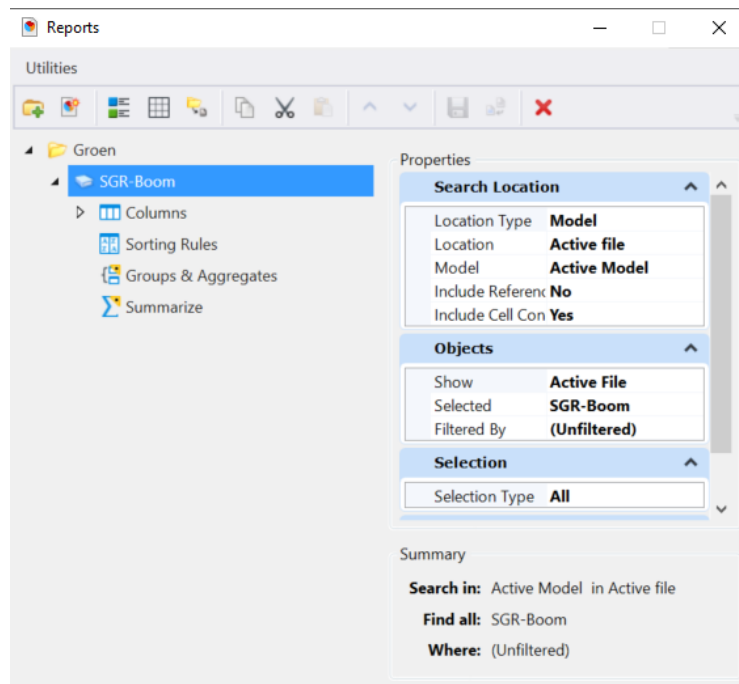 Reports
Utilities
Groen
SGR-Boom
Columns
Sorting Rules
Groups & Aggregates
Summarize
Properties
Search Location
Location Type Model
Location Active file
Model Active Model
Include Referenc No
Include Cell Con Yes
Objects
Show Active File
Selected SGR-Boom
Filtered By (Unfiltered)
Selection
Selection Type All
Summary
Search in: Active Model in Active file
Find all: SGR-Boom
Where: (Unfiltered)